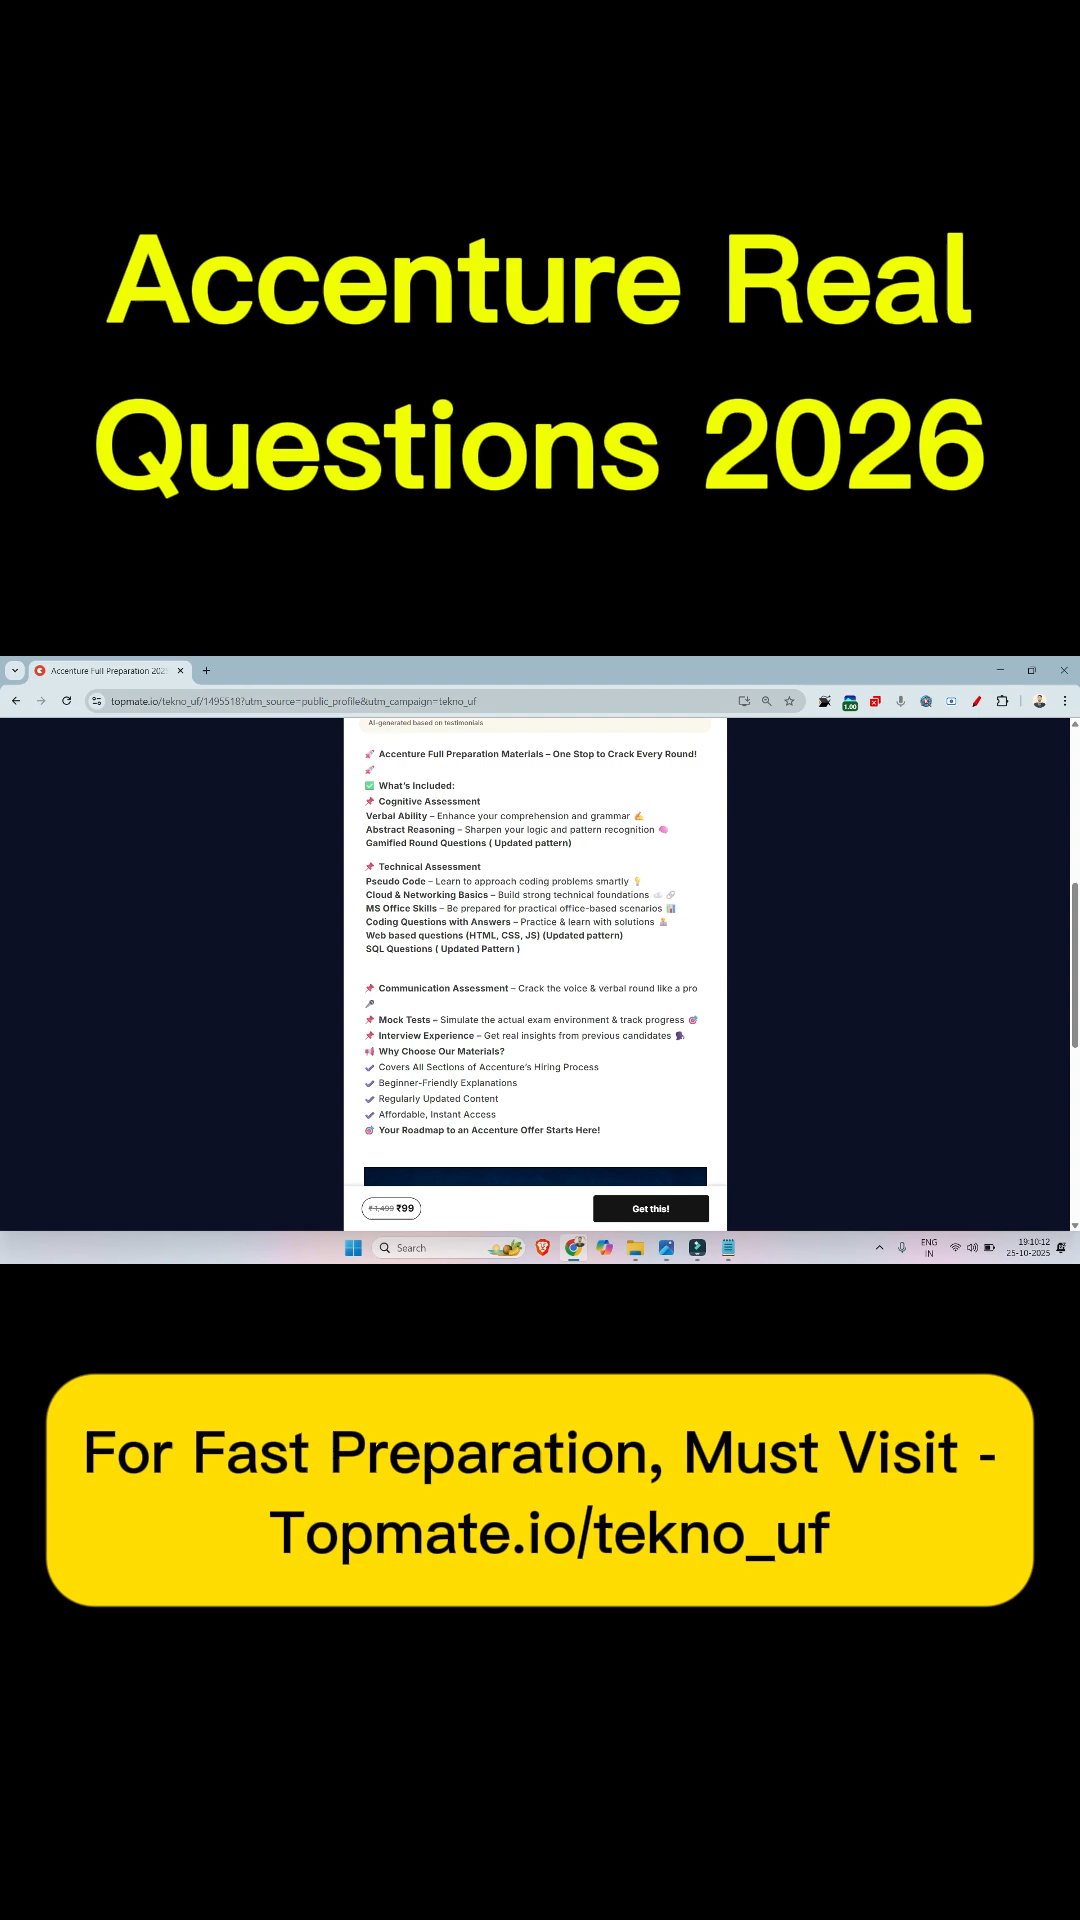 Accenture Real
Questions 2026
Accenture Full Preparation 202
topmate.io/tekno_uf/1495518?utm_source=public_profile&utm_campaign=tekno_uf
1.00
AI-generated based on testimonials
🚀 Accenture Full Preparation Materials – One Stop to Crack Every Round!
🚀
✅ What's Included:
📌 Cognitive Assessment
Verbal Ability – Enhance your comprehension and grammar ✍️
Abstract Reasoning – Sharpen your logic and pattern recognition 🧠
Gamified Round Questions ( Updated pattern)
📌 Technical Assessment
Pseudo Code – Learn to approach coding problems smartly 💡
Cloud & Networking Basics – Build strong technical foundations ☁️ 🔗
MS Office Skills – Be prepared for practical office-based scenarios 📊
Coding Questions with Answers – Practice & learn with solutions 🧑‍💻
Web based questions (HTML, CSS, JS) (Updated pattern)
SQL Questions ( Updated Pattern )
📌 Communication Assessment – Crack the voice & verbal round like a pro
🎤
📌 Mock Tests – Simulate the actual exam environment & track progress 🎯
📌 Interview Experience – Get real insights from previous candidates 🗣️
📢 Why Choose Our Materials?
✔️ Covers All Sections of Accenture's Hiring Process
✔️ Beginner-Friendly Explanations
✔️ Regularly Updated Content
✔️ Affordable, Instant Access
🎯 Your Roadmap to an Accenture Offer Starts Here!
₹1,499 ₹99
Get this!
Search
ENG
IN
19:10:12
25-10-2025
For Fast Preparation, Must Visit -
Topmate.io/tekno_uf